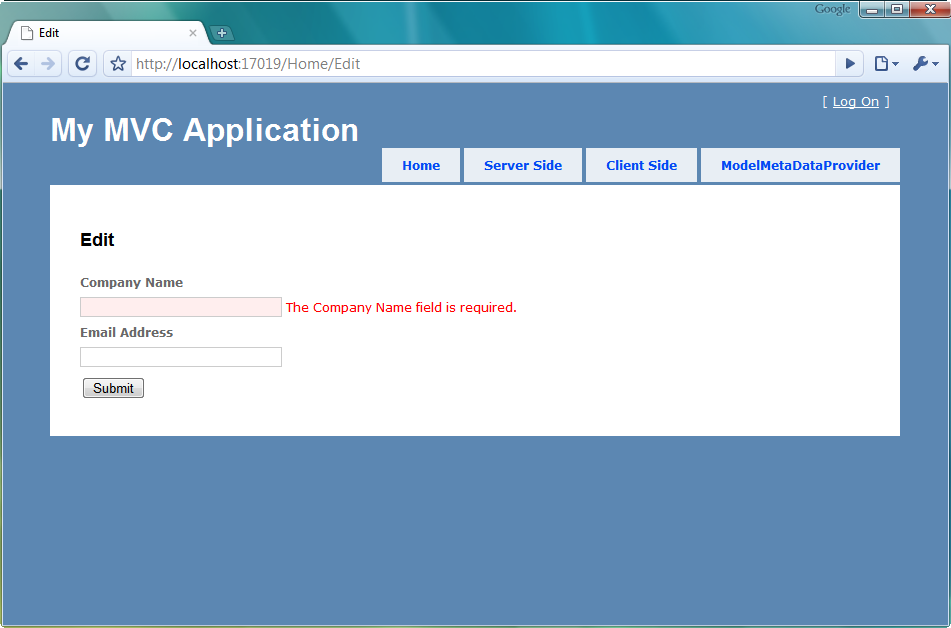 Google
Edit
http://localhost:17019/Home/Edit
[ Log On ]
My MVC Application
Home Server Side Client Side ModelMetaDataProvider
Edit
Company Name
The Company Name field is required.
Email Address
Submit